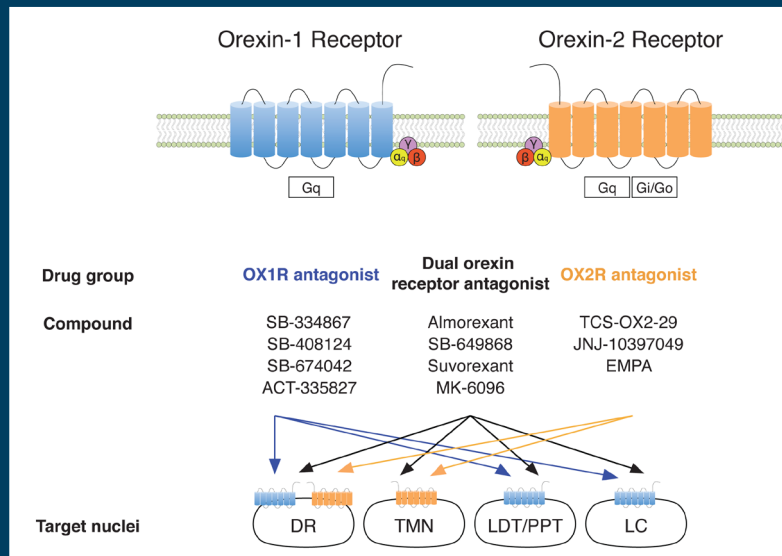 Orexin-1 Receptor
Orexin-2 Receptor
γ
αq
β
Gq
γ
β
αq
Gq
Gi/Go
Drug group
OX1R antagonist
Dual orexin
receptor antagonist
OX2R antagonist
Compound
SB-334867
SB-408124
SB-674042
ACT-335827
Almorexant
SB-649868
Suvorexant
MK-6096
TCS-OX2-29
JNJ-10397049
EMPA
Target nuclei
DR
TMN
LDT/PPT
LC